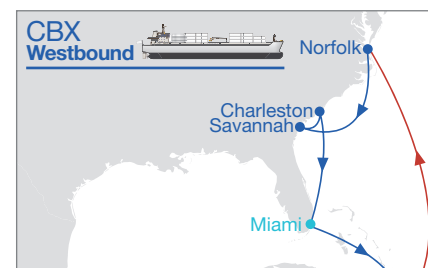 CBX
Westbound
Norfolk
Charleston
Savannah
Miami